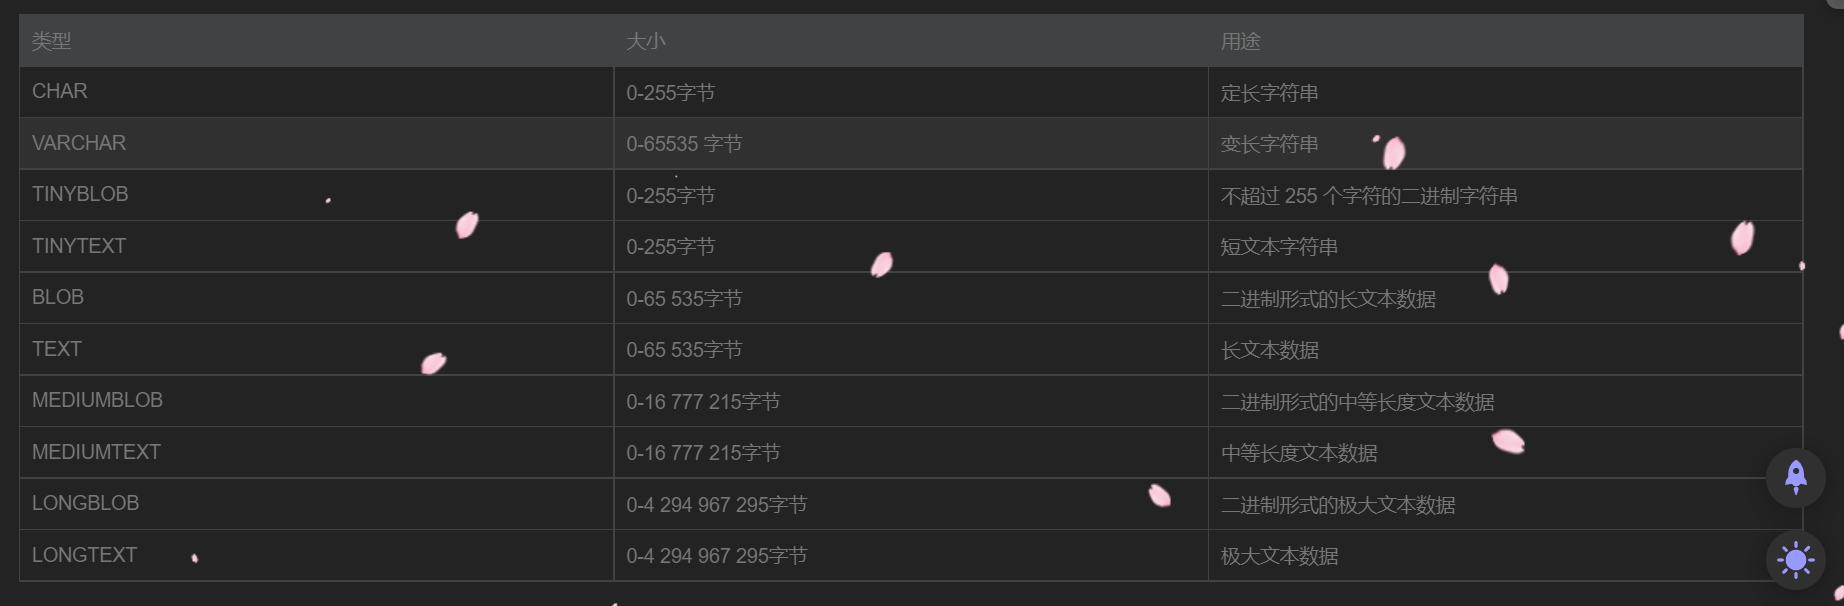 类型 大小 用途
CHAR 0-255字节 定长字符串
VARCHAR 0-65535 字节 变长字符串
TINYBLOB 0-255字节 不超过 255 个字符的二进制字符串
TINYTEXT 0-255字节 短文本字符串
BLOB 0-65 535字节 二进制形式的长文本数据
TEXT 0-65 535字节 长文本数据
MEDIUMBLOB 0-16 777 215字节 二进制形式的中等长度文本数据
MEDIUMTEXT 0-16 777 215字节 中等长度文本数据
LONGBLOB 0-4 294 967 295字节 二进制形式的极大文本数据
LONGTEXT 0-4 294 967 295字节 极大文本数据